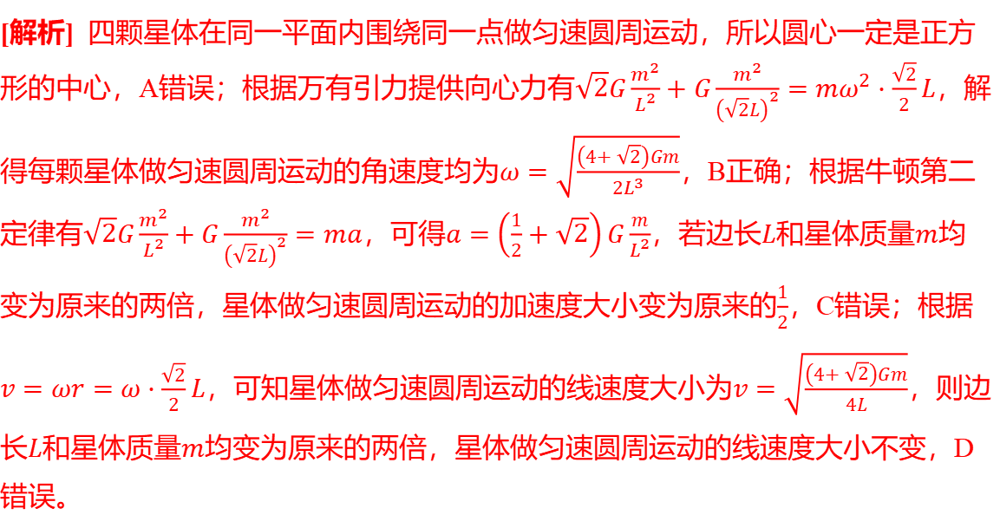 [解析] 四颗星体在同一平面内围绕同一点做匀速圆周运动，所以圆心一定是正方
形的中心，A错误；根据万有引力提供向心力有$\sqrt{2}G\frac{m^2}{L^2}+G\frac{m^2}{(\sqrt{2}L)^2}=m\omega^2\cdot\frac{\sqrt{2}}{2}L$，解
得每颗星体做匀速圆周运动的角速度均为$\omega=\sqrt{\frac{(4+\sqrt{2})Gm}{2L^3}}$，B正确；根据牛顿第二
定律有$\sqrt{2}G\frac{m^2}{L^2}+G\frac{m^2}{(\sqrt{2}L)^2}=ma$，可得$a=\left(\frac{1}{2}+\sqrt{2}\right)G\frac{m}{L^2}$，若边长$L$和星体质量$m$均
变为原来的两倍，星体做匀速圆周运动的加速度大小变为原来的$\frac{1}{2}$，C错误；根据
$v=\omega r=\omega\cdot\frac{\sqrt{2}}{2}L$，可知星体做匀速圆周运动的线速度大小为$v=\sqrt{\frac{(4+\sqrt{2})Gm}{4L}}$，则边
长$L$和星体质量$m$均变为原来的两倍，星体做匀速圆周运动的线速度大小不变，D
错误。